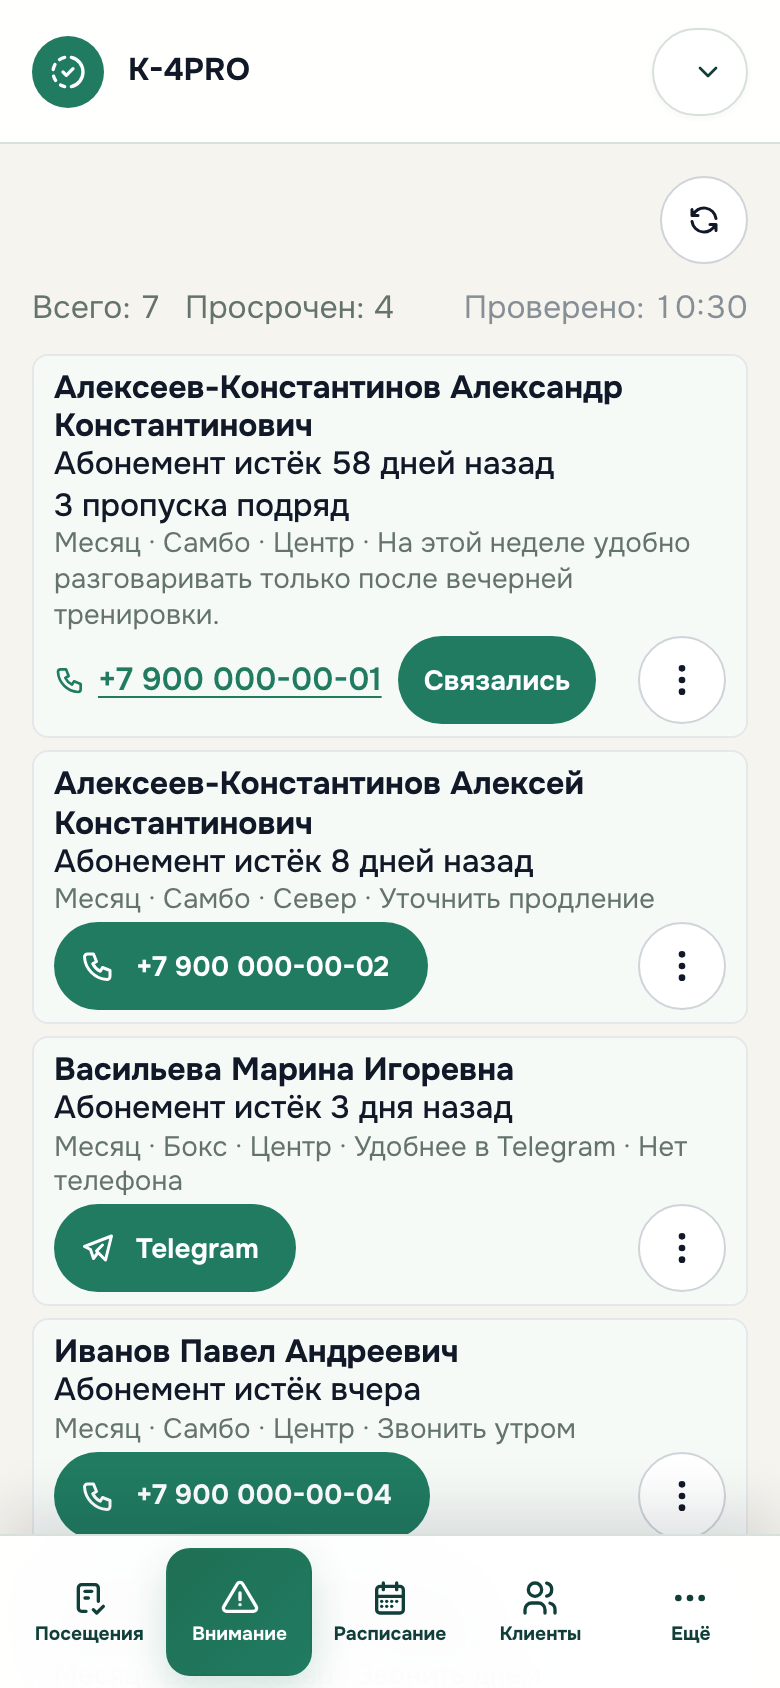 K-4PRO
Всего: 7 Просрочен: 4 Проверено: 10:30
Алексеев-Константинов Александр
Константинович
Абонемент истёк 58 дней назад
3 пропуска подряд
Месяц · Самбо · Центр · На этой неделе удобно
разговаривать только после вечерней
тренировки.
+7 900 000-00-01 Связались
Алексеев-Константинов Алексей
Константинович
Абонемент истёк 8 дней назад
Месяц · Самбо · Север · Уточнить продление
+7 900 000-00-02
Васильева Марина Игоревна
Абонемент истёк 3 дня назад
Месяц · Бокс · Центр · Удобнее в Telegram · Нет
телефона
Telegram
Иванов Павел Андреевич
Абонемент истёк вчера
Месяц · Самбо · Центр · Звонить утром
+7 900 000-00-04
Посещения Внимание Расписание Клиенты Ещё